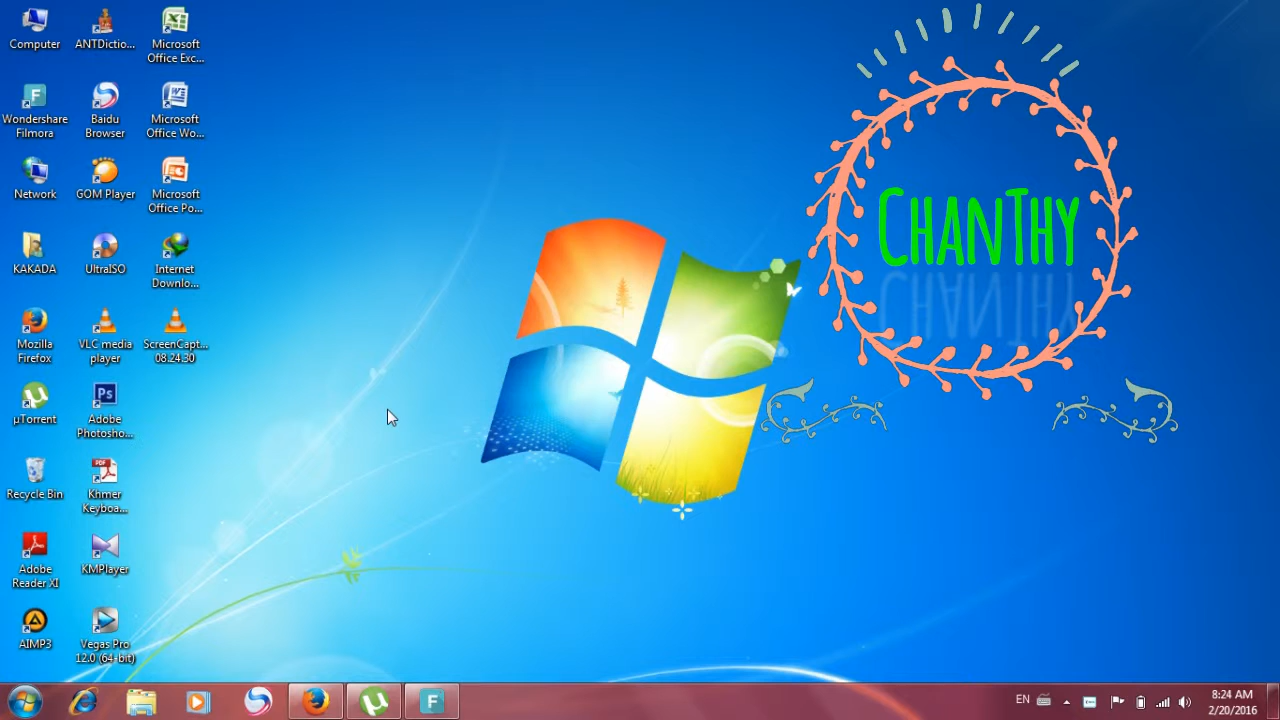 Computer
ANTDictio...
Microsoft
Office Exc...
Wondershare
Filmora
Baidu
Browser
Microsoft
Office Wo...
Network
GOM Player
Microsoft
Office Po...
KAKADA
UltraISO
Internet
Downlo...
Mozilla
Firefox
VLC media
player
ScreenCapt...
08.24.30
µTorrent
Adobe
Photosho...
Recycle Bin
Khmer
Keyboa...
Adobe
Reader XI
KMPlayer
AIMP3
Vegas Pro
12.0 (64-bit)
F
Ps
PDF
CHANTHY
CHANTHY
F
EN
8:24 AM
2/20/2016